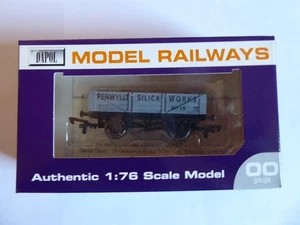 DAPOL
MODEL RAILWAYS
PENWYLLT SILICA WORKS
Authentic 1:76 Scale Model
OO
gauge